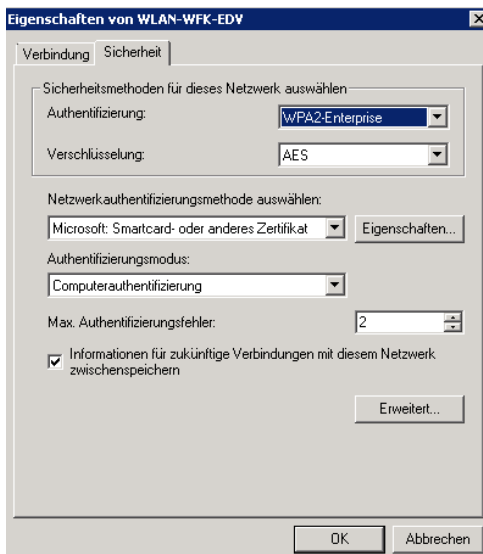 Eigenschaften von WLAN-WFK-EDV
Verbindung Sicherheit
Sicherheitsmethoden für dieses Netzwerk auswählen
Authentifizierung: WPA2-Enterprise
Verschlüsselung: AES
Netzwerkauthentifizierungsmethode auswählen:
Microsoft: Smartcard- oder anderes Zertifikat Eigenschaften...
Authentifizierungsmodus:
Computerauthentifizierung
Max. Authentifizierungsfehler: 2
Informationen für zukünftige Verbindungen mit diesem Netzwerk
zwischenspeichern
Erweitert...
OK Abbrechen